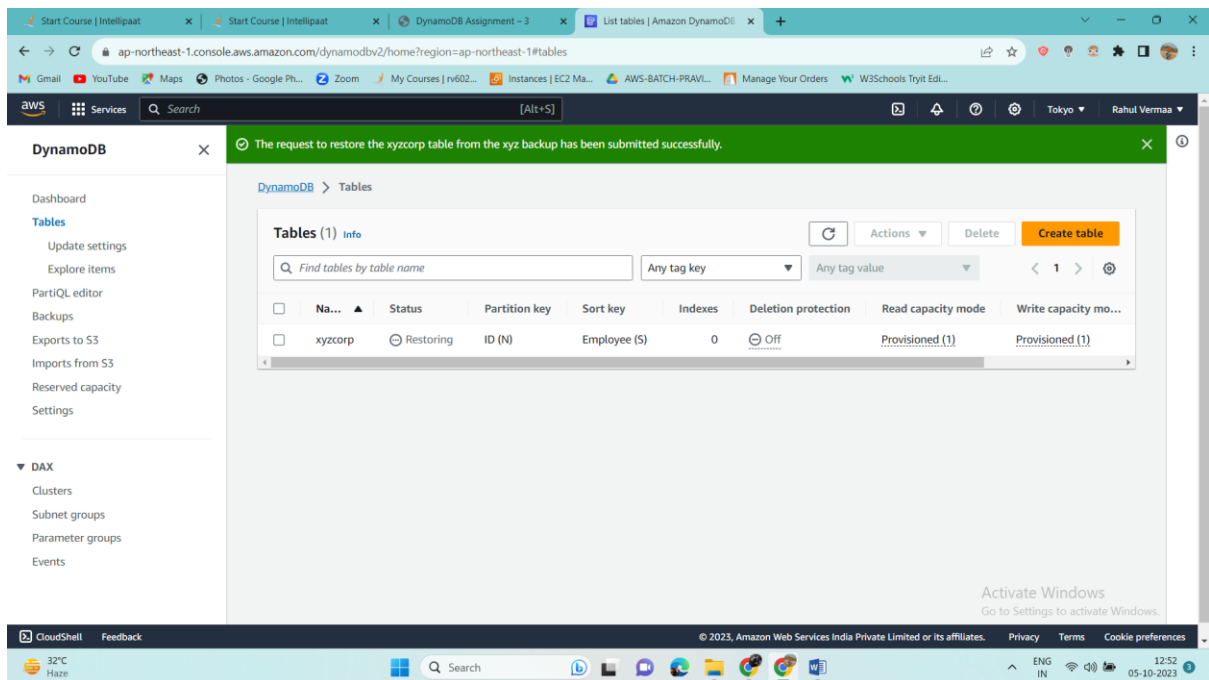 Start Course | Intellipaat
Start Course | Intellipaat
DynamoDB Assignment – 3
List tables | Amazon DynamoDB
ap-northeast-1.console.aws.amazon.com/dynamodbv2/home?region=ap-northeast-1#tables
Gmail YouTube Maps Photos - Google Ph... Zoom My Courses | rv602... Instances | EC2 Ma... AWS-BATCH-PRAVI... Manage Your Orders W3Schools Tryit Edi...
aws Services Search [Alt+S] Tokyo Rahul Vermaa
DynamoDB
The request to restore the xyzcorp table from the xyz backup has been submitted successfully.
DynamoDB > Tables
Dashboard
Tables
Update settings
Explore items
PartiQL editor
Backups
Exports to S3
Imports from S3
Reserved capacity
Settings
DAX
Clusters
Subnet groups
Parameter groups
Events
Tables (1) Info Actions Delete Create table
Find tables by table name Any tag key Any tag value 1
Na... Status Partition key Sort key Indexes Deletion protection Read capacity mode Write capacity mo...
xyzcorp Restoring ID (N) Employee (S) 0 Off Provisioned (1) Provisioned (1)
Activate Windows
Go to Settings to activate Windows.
CloudShell Feedback © 2023, Amazon Web Services India Private Limited or its affiliates. Privacy Terms Cookie preferences
32°C
Haze
Search
ENG
IN
12:52
05-10-2023
3